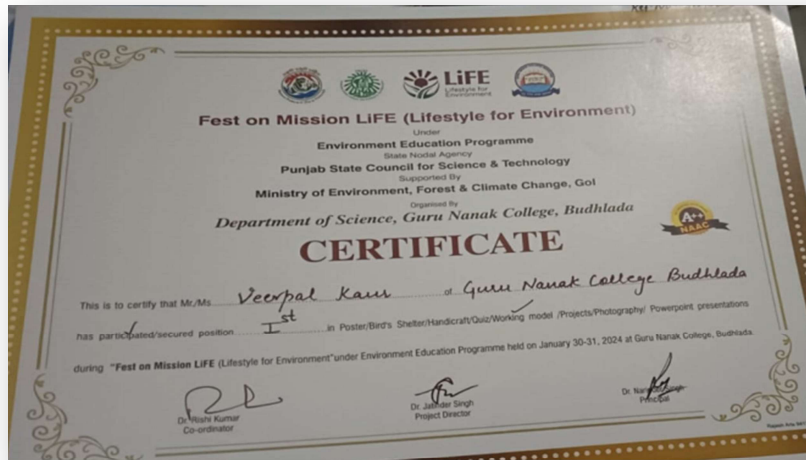 LiFE
Lifestyle for
Environment
Fest on Mission LiFE (Lifestyle for Environment)
Under
Environment Education Programme
State Nodal Agency
Punjab State Council for Science & Technology
Supported By
Ministry of Environment, Forest & Climate Change, GoI
Organised By
Department of Science, Guru Nanak College, Budhlada
A++
NAAC
CERTIFICATE
This is to certify that Mr/Ms Veerpal Kaur of Guru Nanak College Budhlada
has participated/secured position Ist in Poster/Bird's Shelter/Handicraft/Quiz/Working model /Projects/Photography/ Powerpoint presentations
during "Fest on Mission LiFE (Lifestyle for Environment"under Environment Education Programme held on January 30-31, 2024 at Guru Nanak College, Budhlada.
Dr. Rishi Kumar
Co-ordinator
Dr. Jatinder Singh
Project Director
Dr.
Principal